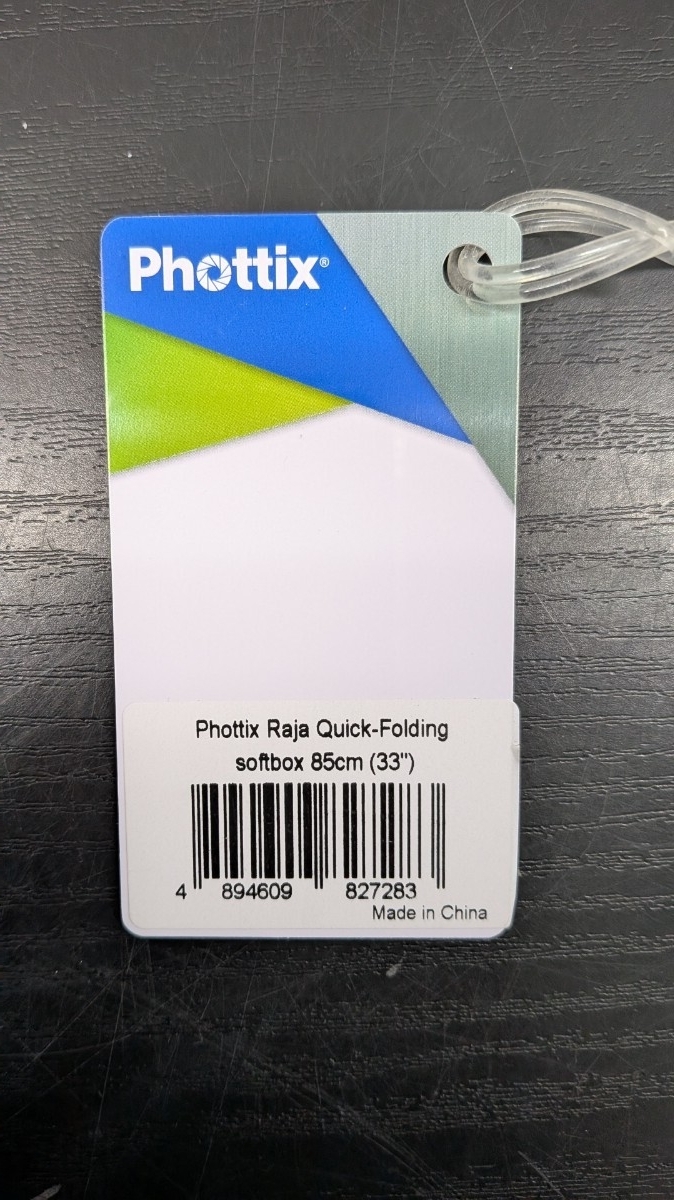 Phottix®
Phottix Raja Quick-Folding
softbox 85cm (33")
4 894609 827283
Made in China